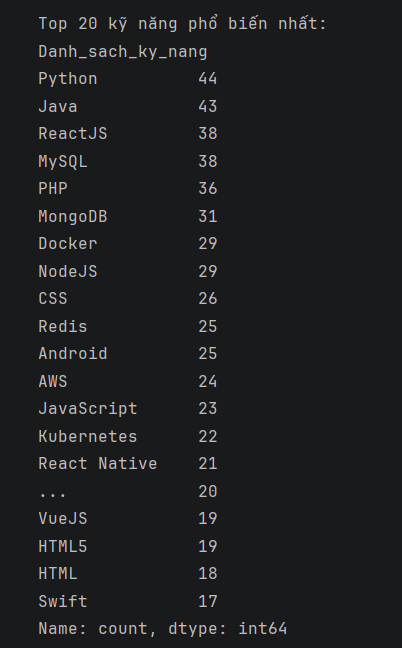 Top 20 kỹ năng phổ biến nhất:
Danh_sach_ky_nang
Python          44
Java            43
ReactJS         38
MySQL           38
PHP             36
MongoDB         31
Docker          29
NodeJS          29
CSS             26
Redis           25
Android         25
AWS             24
JavaScript      23
Kubernetes      22
React Native    21
...             20
VueJS           19
HTML5           19
HTML            18
Swift           17
Name: count, dtype: int64